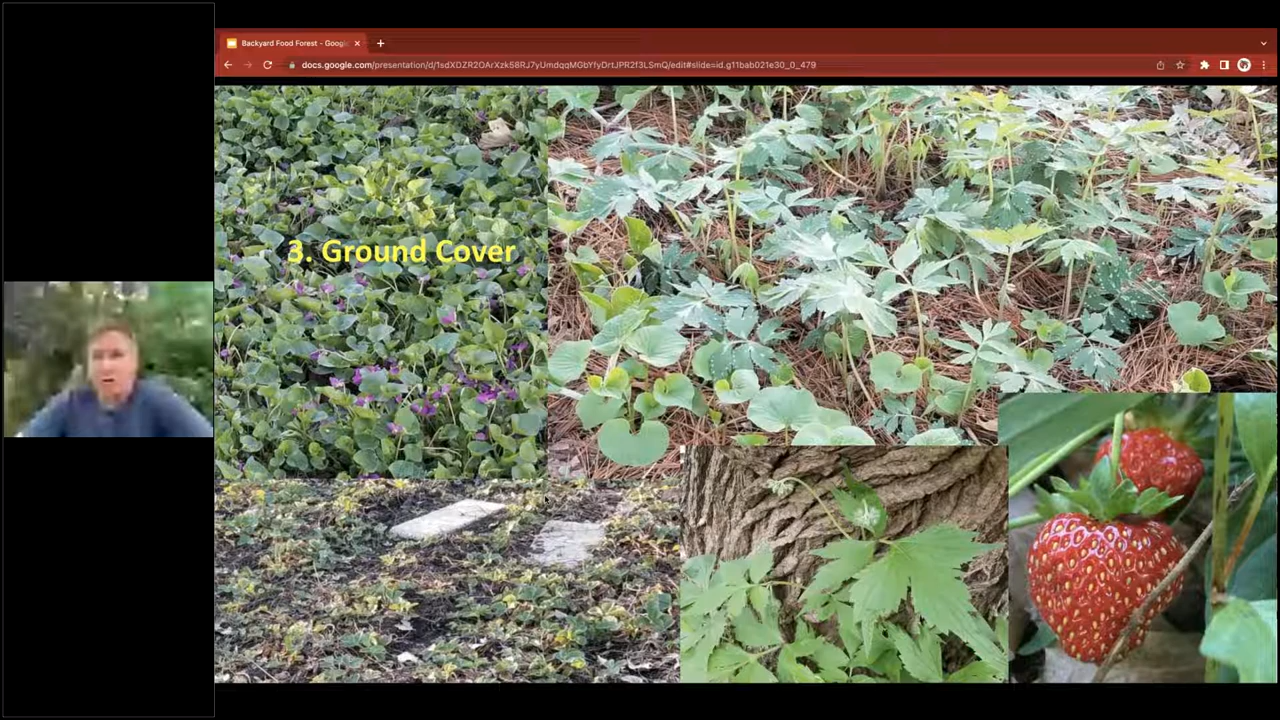 Backyard Food Forest - Googl
docs.google.com/presentation/d/1sdXDZR2OArXzk58RJ7yUmdqqMGbYfyDrtJPR2f3LSmQ/edit#slide=id.g11bab021e30_0_479
3. Ground Cover